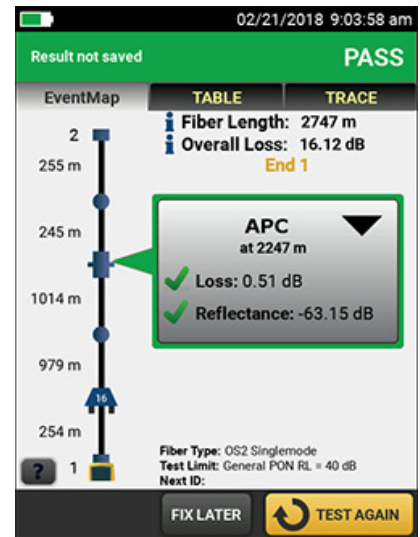 02/21/2018 9:03:58 am
Result not saved
PASS
EventMap
TABLE
TRACE
Fiber Length: 2747 m
Overall Loss: 16.12 dB
End 1
2
255 m
245 m
1014 m
979 m
16
254 m
1
APC
at 2247 m
Loss: 0.51 dB
Reflectance: -63.15 dB
Fiber Type: OS2 Singlemode
Test Limit: General PON RL = 40 dB
Next ID:
?
FIX LATER
TEST AGAIN